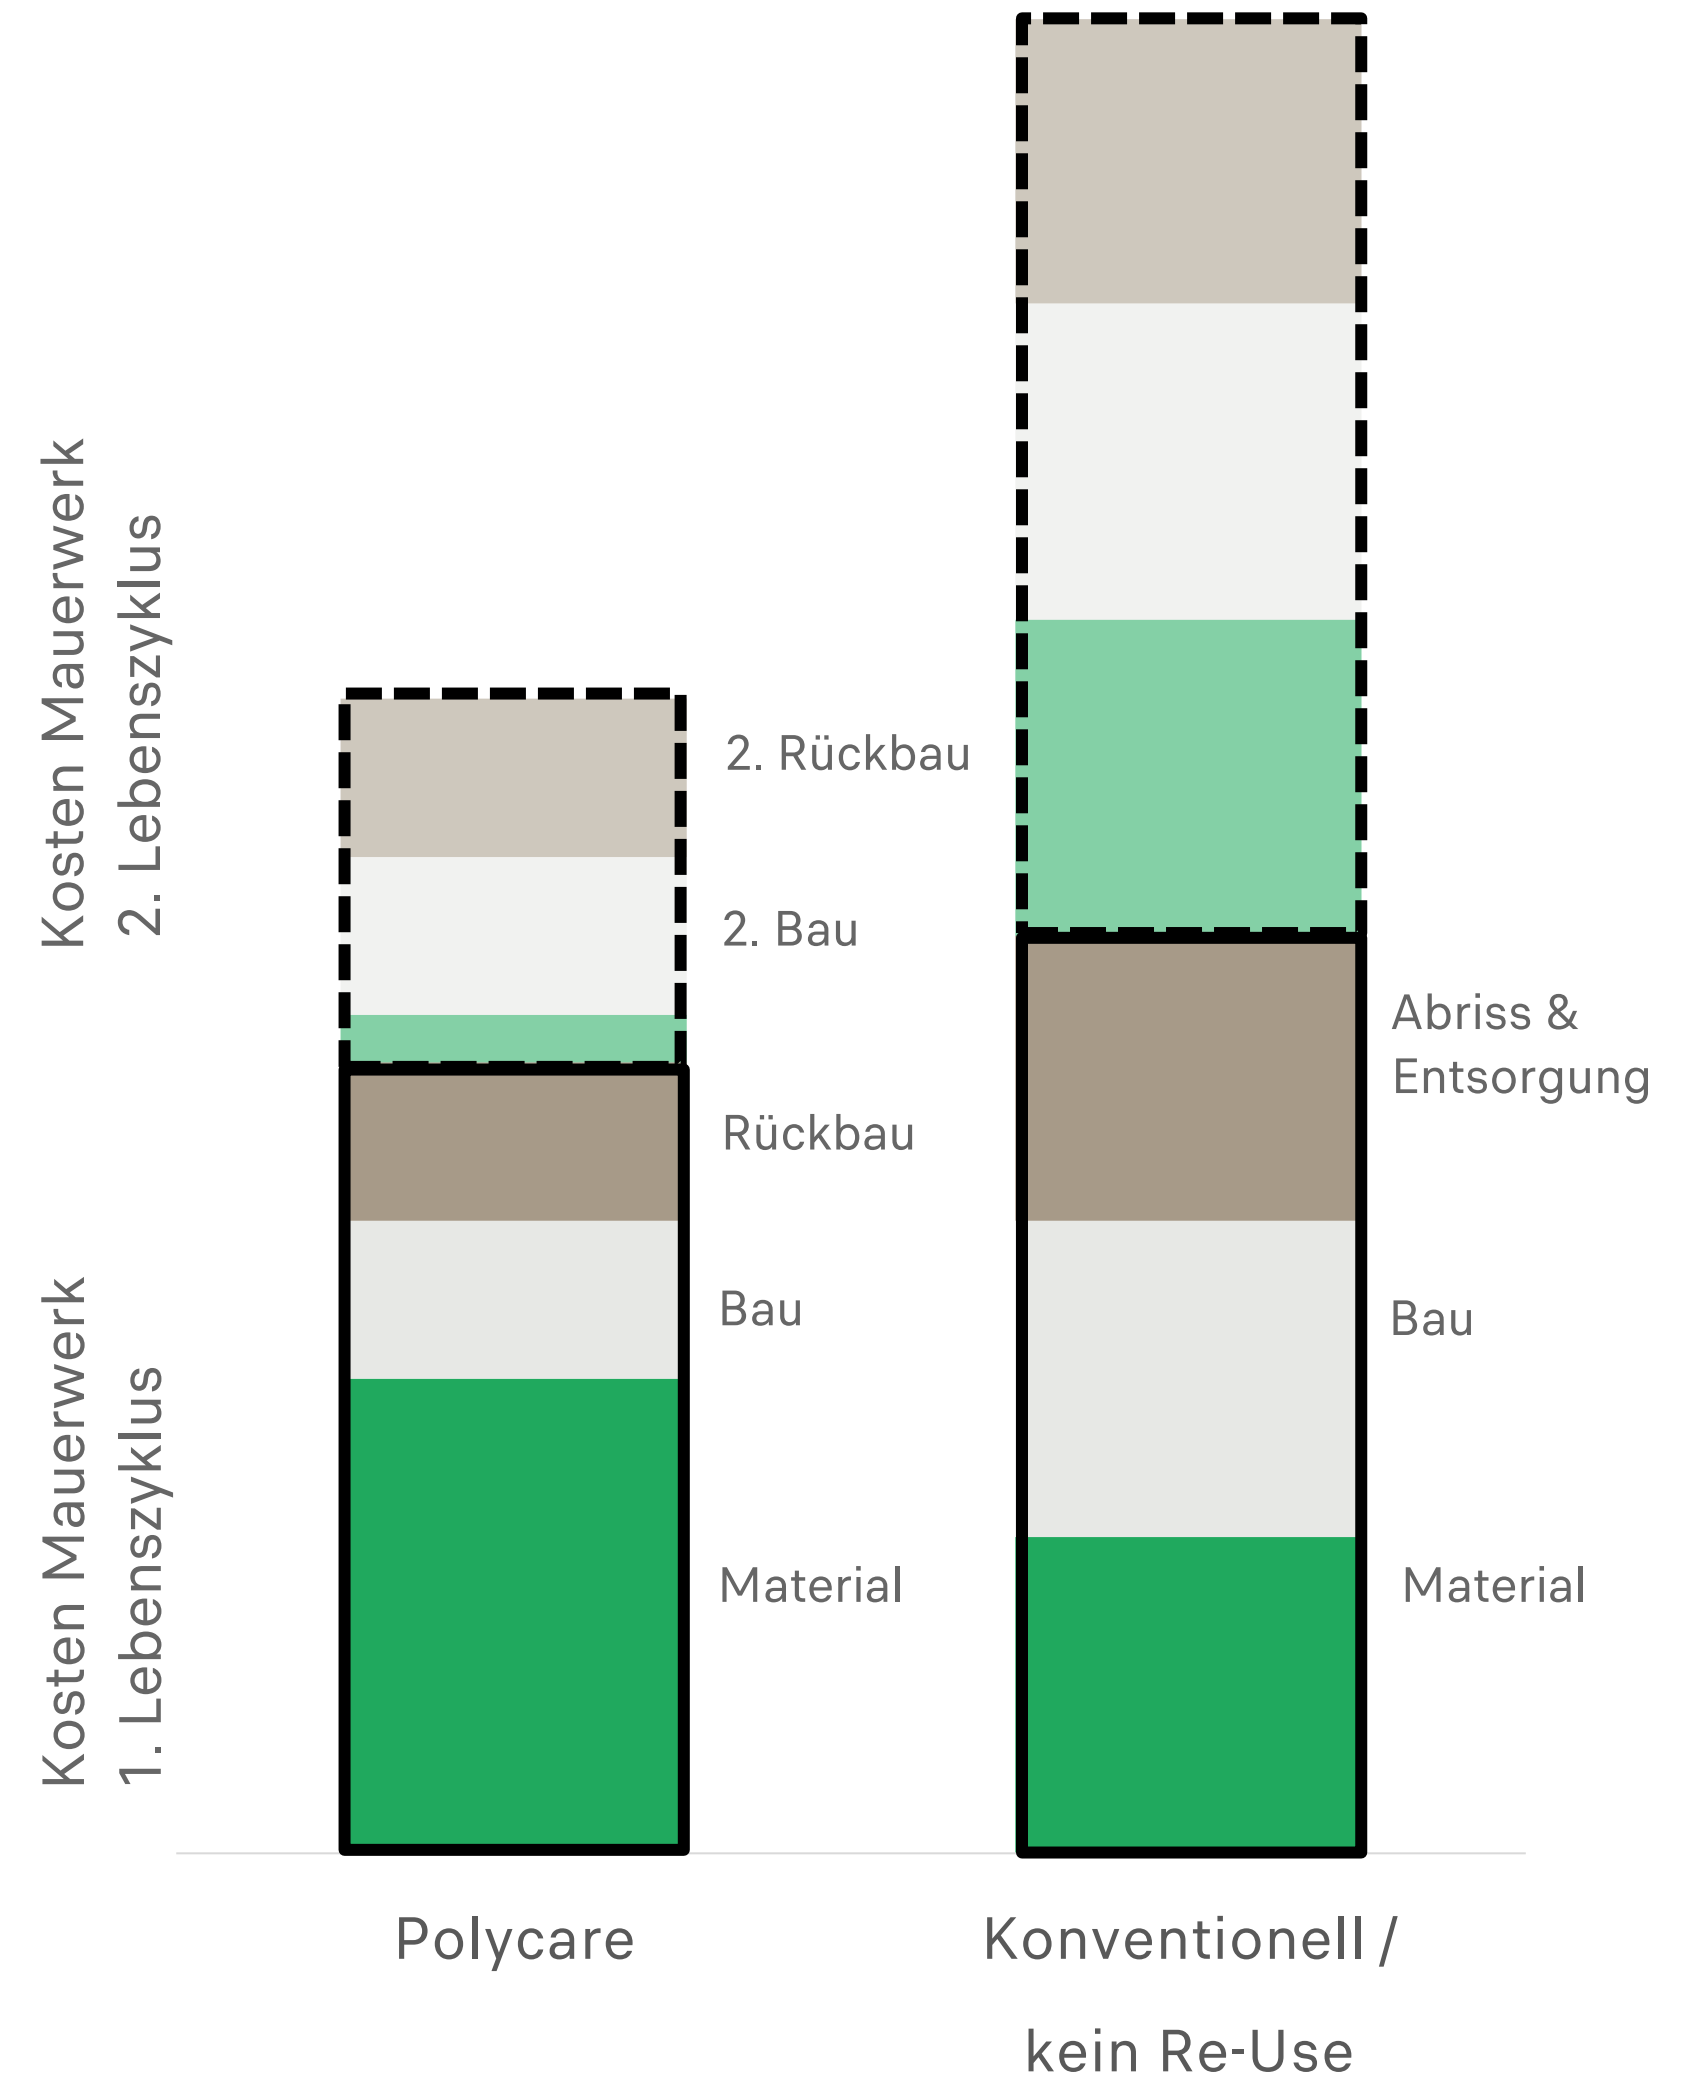 Kosten Mauerwerk
2. Lebenszyklus
Kosten Mauerwerk
1. Lebenszyklus
2. Rückbau
2. Bau
Rückbau
Bau
Material
Abriss &
Entsorgung
Bau
Material
Polycare
Konventionell /
kein Re-Use